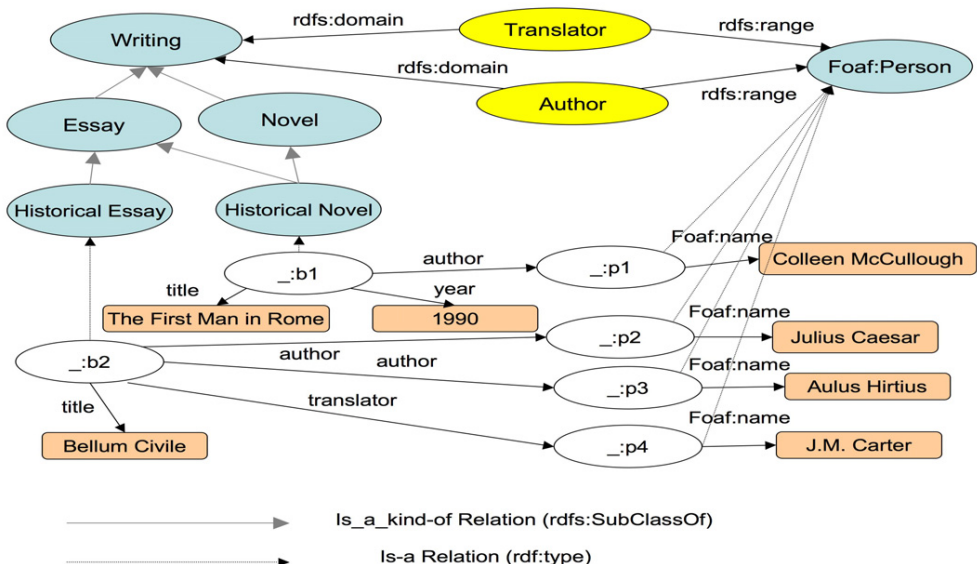 rdfs:domain
Translator
rdfs:range
Writing
rdfs:domain
Foaf:Person
Author
rdfs:range
Essay
Novel
Historical Essay
Historical Novel
Foaf:name
_:b1
author
_:p1
Colleen McCullough
title
year
The First Man in Rome
1990
Foaf:name
_:p2
Julius Caesar
_:b2
author
author
Foaf:name
_:p3
Aulus Hirtius
title
translator
Foaf:name
Bellum Civile
_:p4
J.M. Carter
Is_a_kind-of Relation (rdfs:SubClassOf)
Is-a Relation (rdf:type)